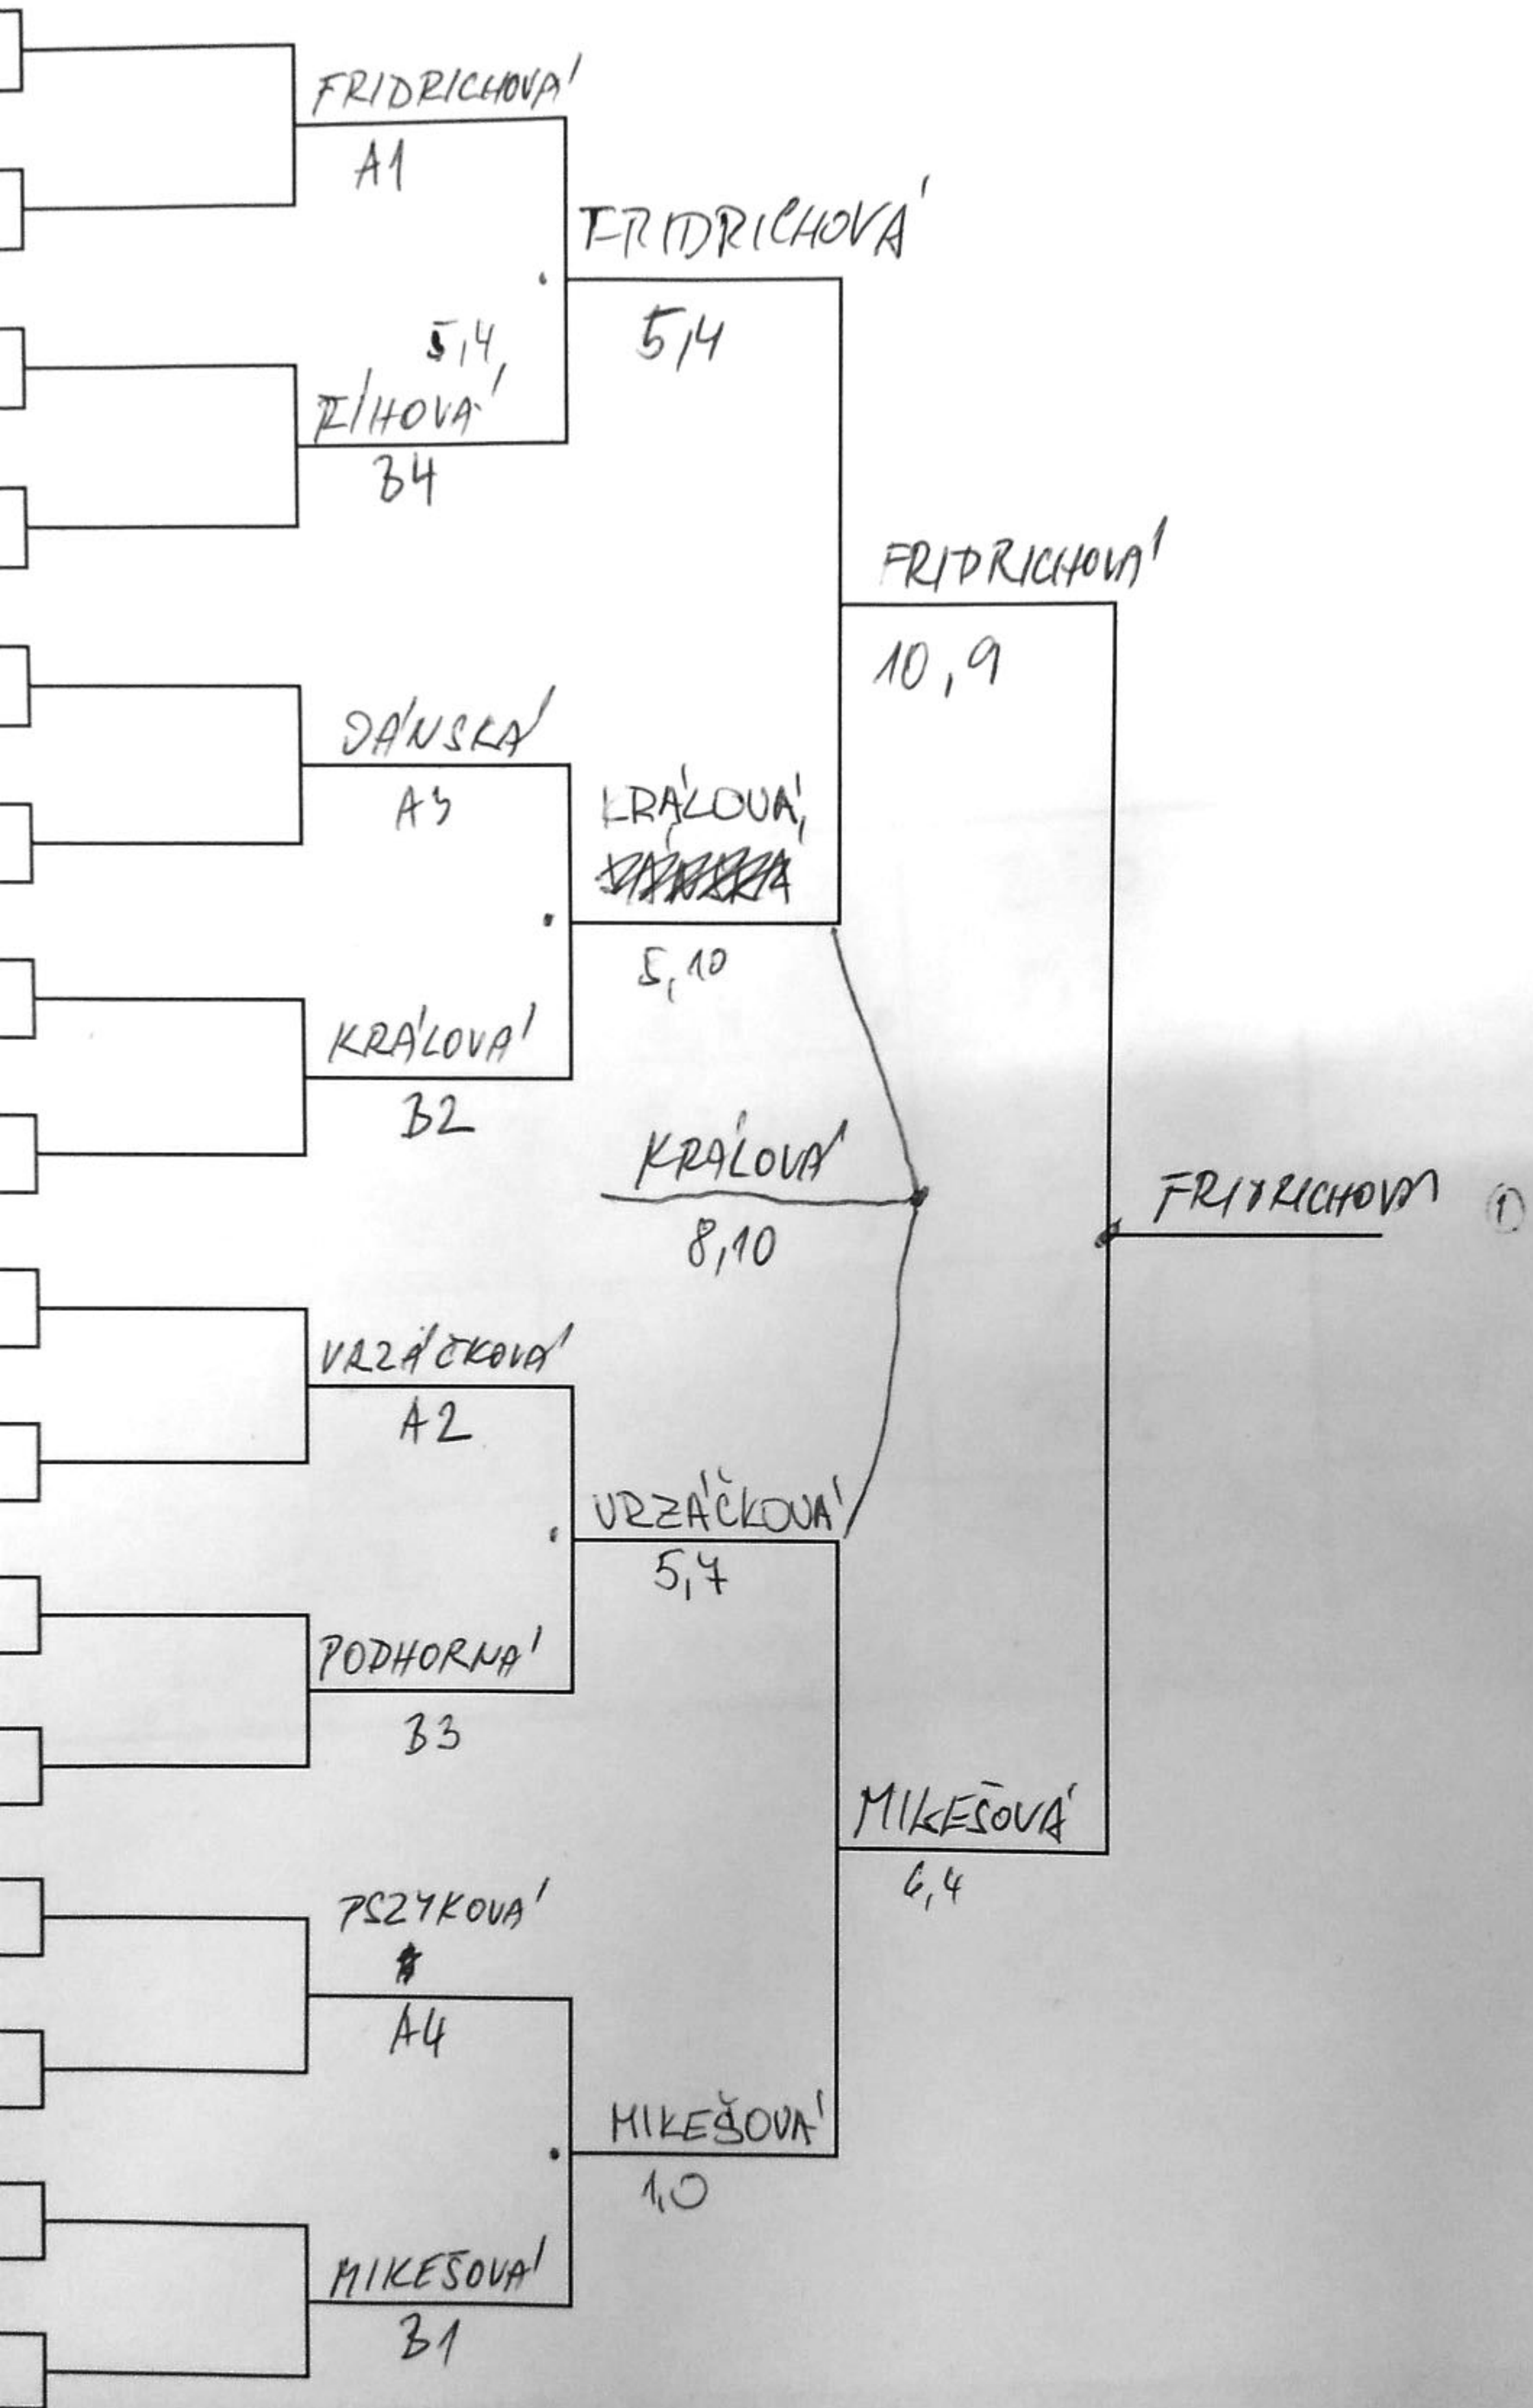 FRIDRICHOVÁ
A1
FRIDRICHOVÁ
5,4
5,4,
ŘÍHOVÁ
B4
FRIDRICHOVÁ
10,9
DÁNSKÁ
A3
KRÁLOVÁ
5,10
KRÁLOVÁ
B2
KRÁLOVÁ
8,10
FRIDRICHOVÁ
1
VRZÁČKOVÁ
A2
VRZÁČKOVÁ
5,7
PODHORNÁ
B3
MIKEŠOVÁ
6,4
PSZYKOVÁ
A4
MIKEŠOVÁ
1,0
MIKEŠOVÁ
B1